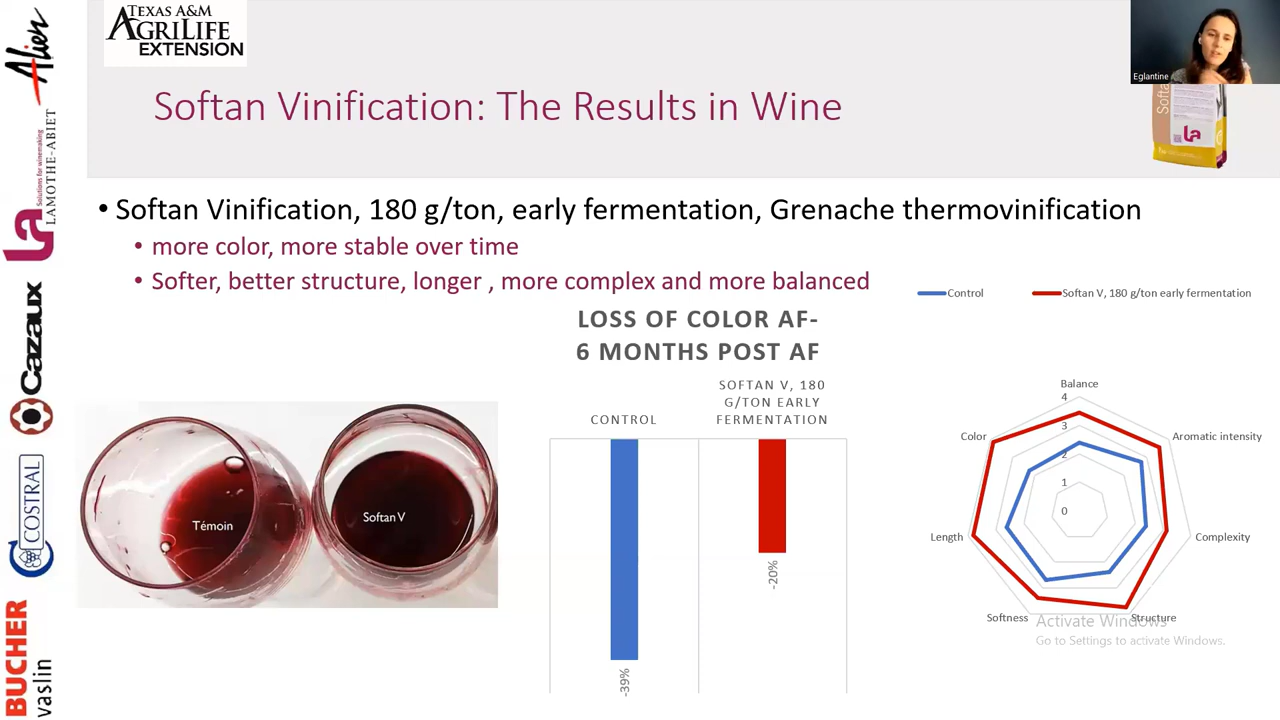 TEXAS A&M
AGRILIFE
EXTENSION
Eglantine
Softan Vinification: The Results in Wine
Softa
La
Alien
La
Solutions for winemaking
LAMOTHE-ABIET
Cazaux
COSTRAL
BUCHER
vaslin
• Softan Vinification, 180 g/ton, early fermentation, Grenache thermovinification
• more color, more stable over time
• Softer, better structure, longer , more complex and more balanced
Témoin
Softan V
LOSS OF COLOR AF-
6 MONTHS POST AF
CONTROL
SOFTAN V, 180
G/TON EARLY
FERMENTATION
-39%
-20%
Control
Softan V, 180 g/ton early fermentation
Balance
Aromatic intensity
Complexity
Structure
Softness
Length
Color
4
3
2
1
0
Activate Windows
Go to Settings to activate Windows.